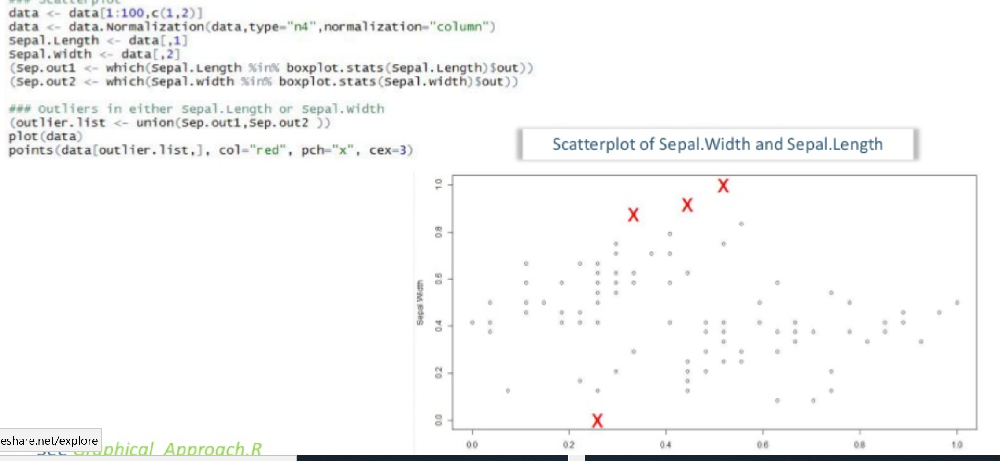 ### Scatterplot
data <- data[1:100,c(1,2)]
data <- data.Normalization(data,type="n4",normalization="column")
Sepal.Length <- data[,1]
Sepal.width <- data[,2]
(Sep.out1 <- which(Sepal.Length %in% boxplot.stats(Sepal.Length)$out))
(Sep.out2 <- which(Sepal.width %in% boxplot.stats(Sepal.width)$out))
### Outliers in either Sepal.Length or Sepal.Width
(outlier.list <- union(Sep.out1,Sep.out2 ))
plot(data)
points(data[outlier.list,], col="red", pch="x", cex=3)
Scatterplot of Sepal.Width and Sepal.Length
1.0
X
X
X
0.8
0.6
Sepal.Width
0.4
0.2
0.0
X
0.0 0.2 0.4 0.6 0.8 1.0
eshare.net/explore
See Graphical_Approach.R